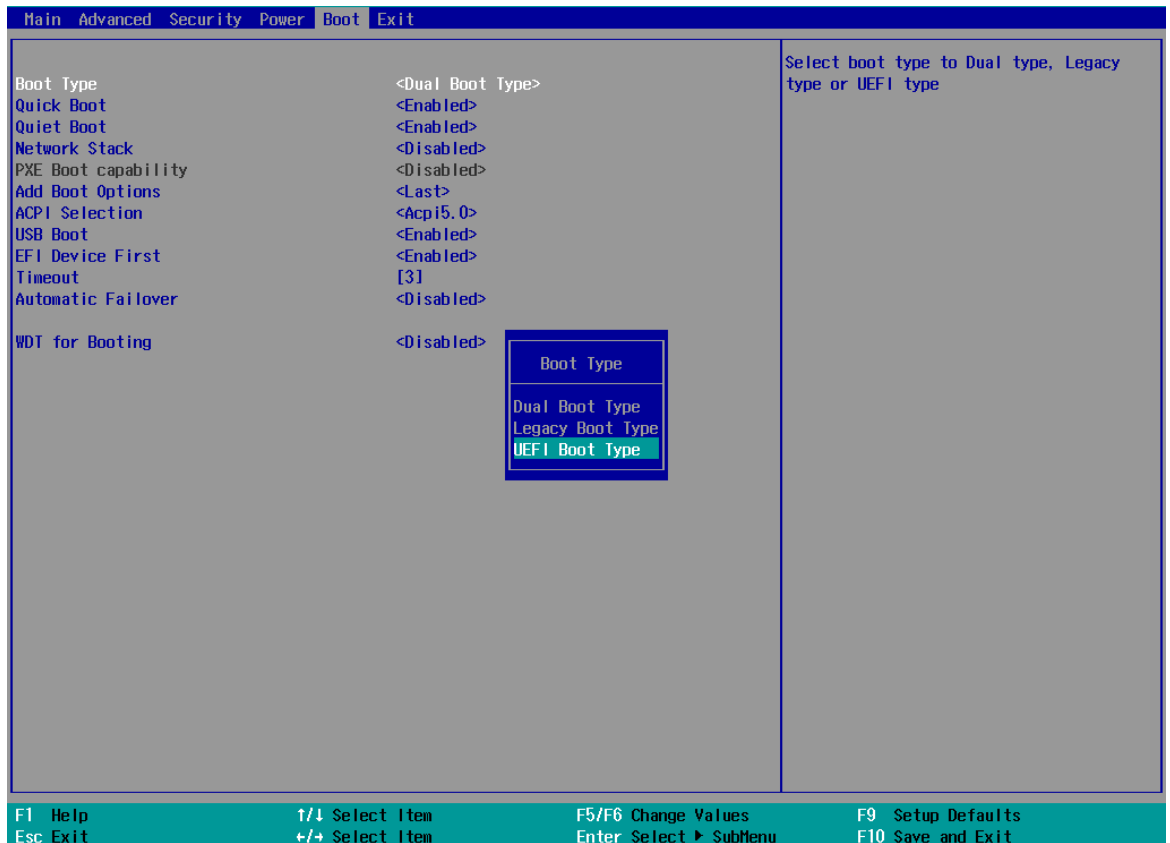 Main Advanced Security Power Boot Exit
Boot Type <Dual Boot Type>
Quick Boot <Enabled>
Quiet Boot <Enabled>
Network Stack <Disabled>
PXE Boot capability <Disabled>
Add Boot Options <Last>
ACPI Selection <Acpi5.0>
USB Boot <Enabled>
EFI Device First <Enabled>
Timeout [3]
Automatic Failover <Disabled>
WDT for Booting <Disabled>
Boot Type
Dual Boot Type
Legacy Boot Type
UEFI Boot Type
Select boot type to Dual type, Legacy
type or UEFI type
F1 Help ↑/↓ Select Item F5/F6 Change Values F9 Setup Defaults
Esc Exit ←/→ Select Item Enter Select ▶ SubMenu F10 Save and Exit